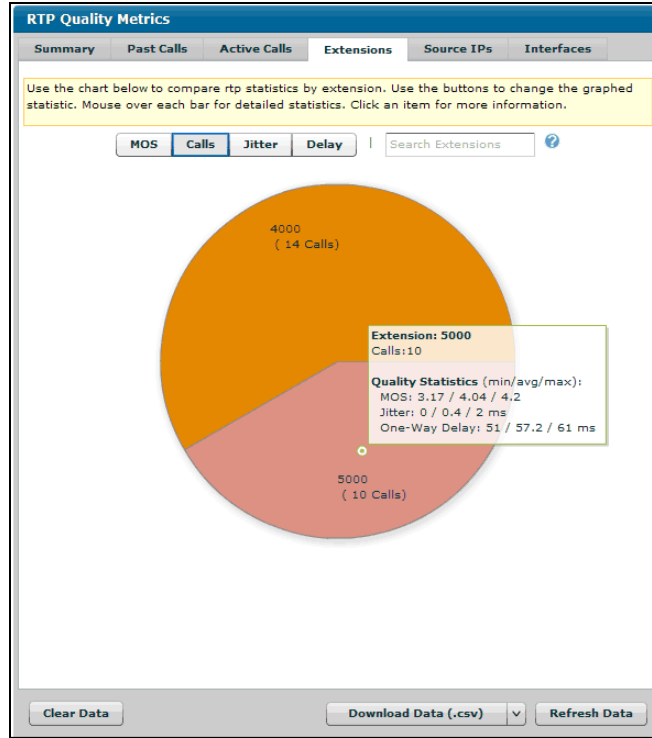 RTP Quality Metrics
Summary Past Calls Active Calls Extensions Source IPs Interfaces
Use the chart below to compare rtp statistics by extension. Use the buttons to change the graphed
statistic. Mouse over each bar for detailed statistics. Click an item for more information.
MOS Calls Jitter Delay | Search Extensions ?
4000
( 14 Calls)
Extension: 5000
Calls:10
Quality Statistics (min/avg/max):
MOS: 3.17 / 4.04 / 4.2
Jitter: 0 / 0.4 / 2 ms
One-Way Delay: 51 / 57.2 / 61 ms
5000
( 10 Calls)
Clear Data Download Data (.csv) Refresh Data